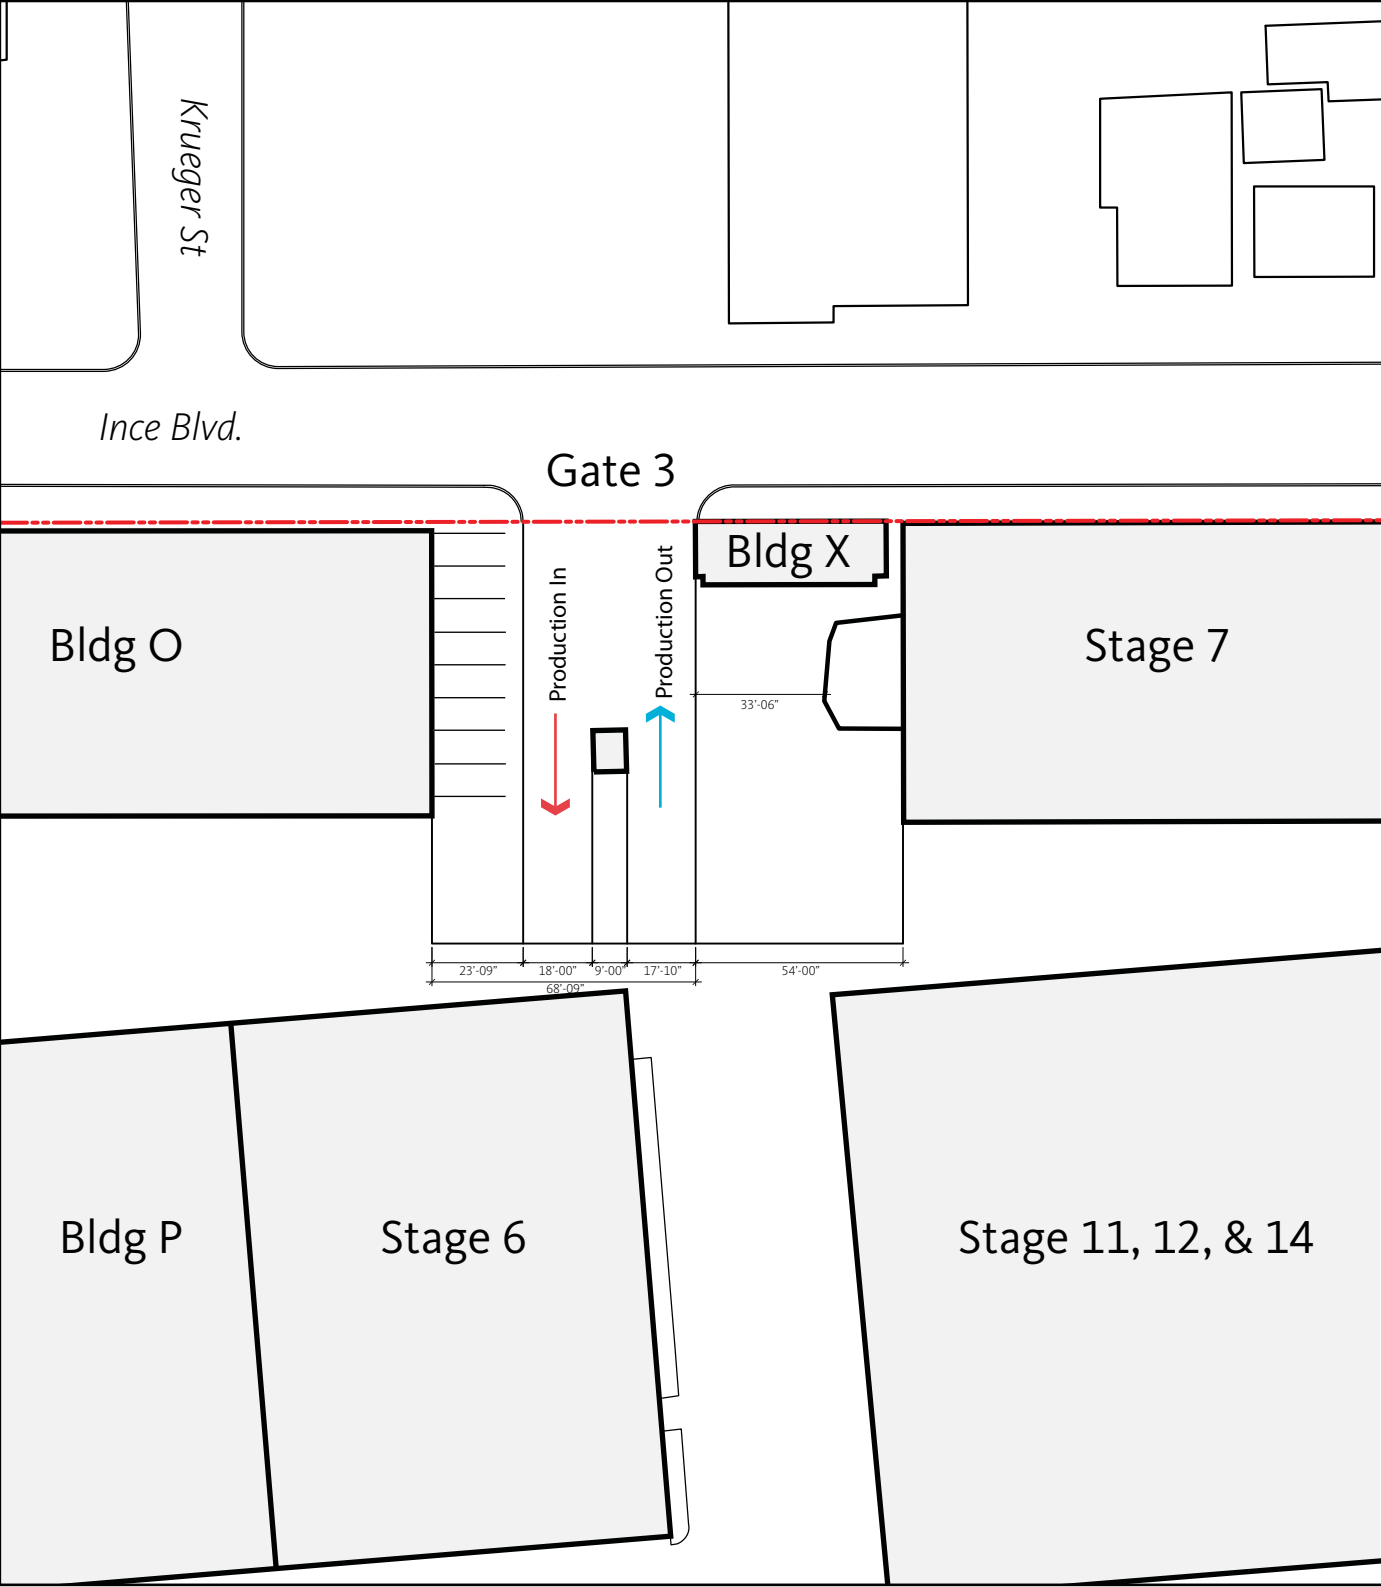 Krueger St
Ince Blvd.
Gate 3
Bldg X
Production In
Production Out
Bldg O
Stage 7
33'-06"
23'-09"
18'-00"
9'-00"
17'-10"
54'-00"
68'-09"
Bldg P
Stage 6
Stage 11, 12, & 14